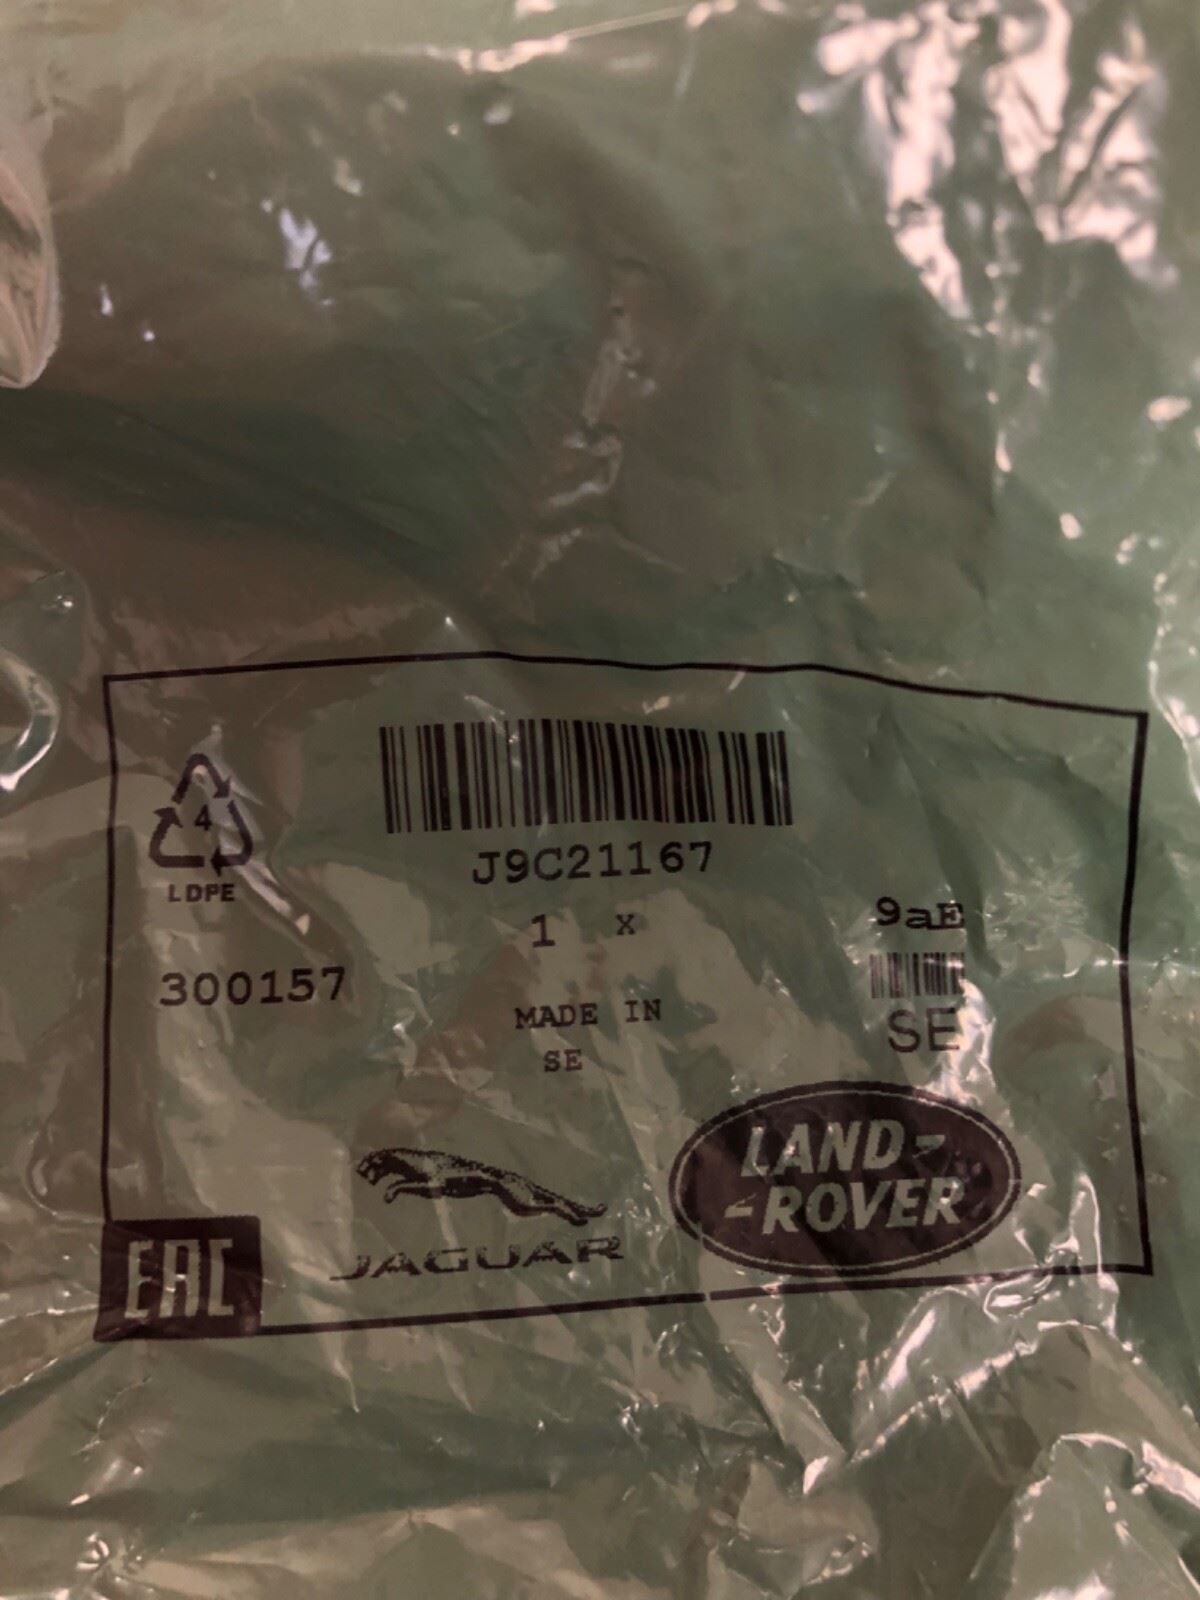 4
LDPE
J9C21167
1 x
9aE
300157
MADE IN
SE
SE
LAND-
-ROVER
JAGUAR
EAC